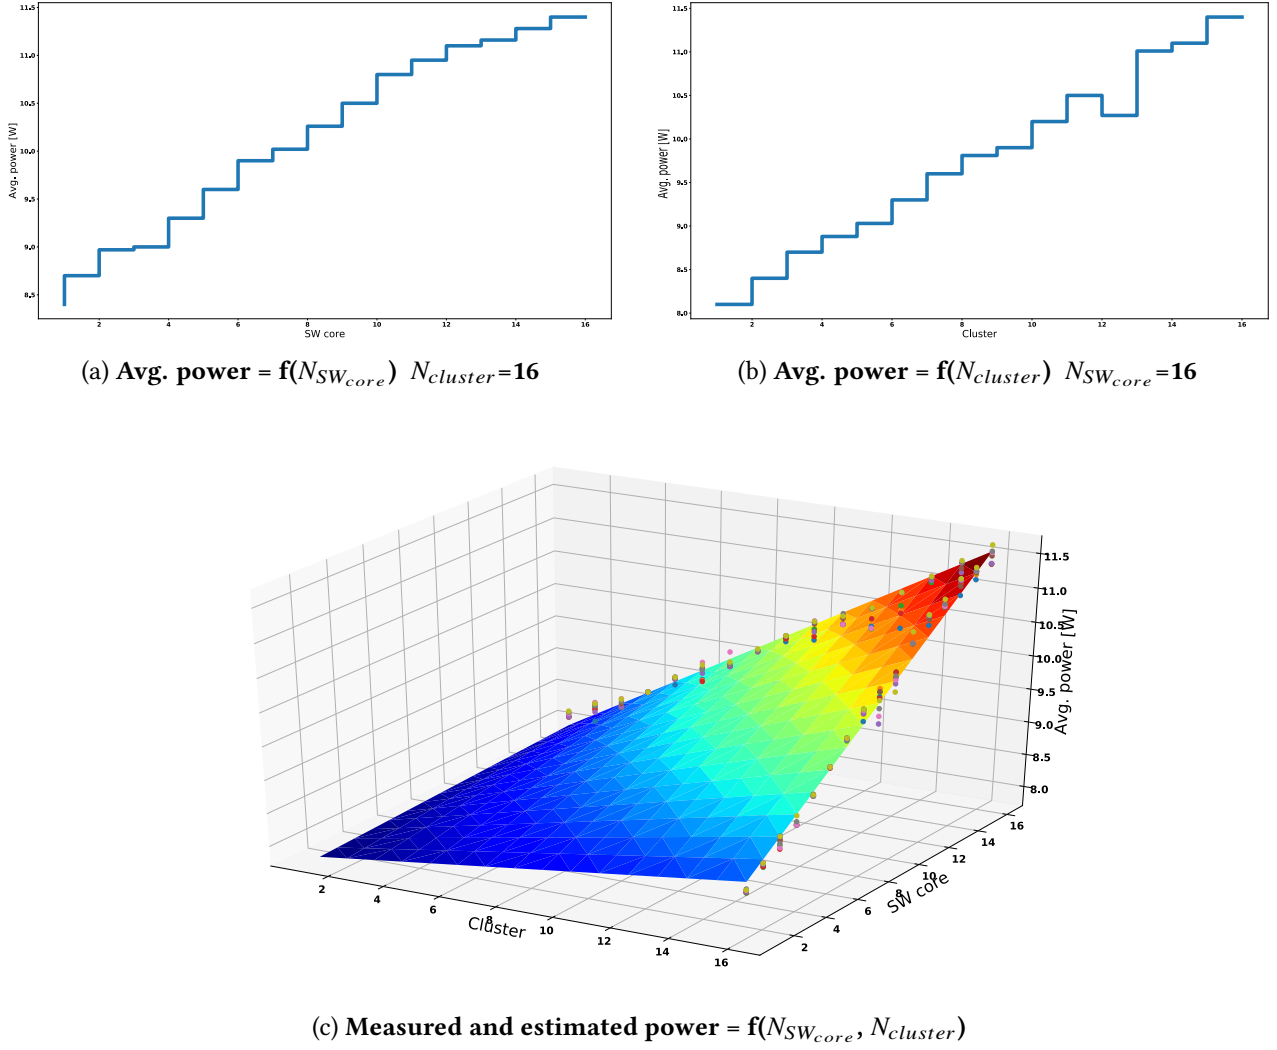 11.5
11.0
10.5
10.0
9.5
9.0
8.5
Avg. power [W]
2 4 6 8 10 12 14 16
SW core
(a) Avg. power = f(N_SW_core) N_cluster=16
11.5
11.0
10.5
10.0
9.5
9.0
8.5
8.0
Avg. power [W]
2 4 6 8 10 12 14 16
Cluster
(b) Avg. power = f(N_cluster) N_SW_core=16
11.5
11.0
10.5
10.0
9.5
9.0
8.5
8.0
Avg. power [W]
2 4 6 8 10 12 14 16
Cluster
2 4 6 8 10 12 14 16
SW core
(c) Measured and estimated power = f(N_SW_core, N_cluster)